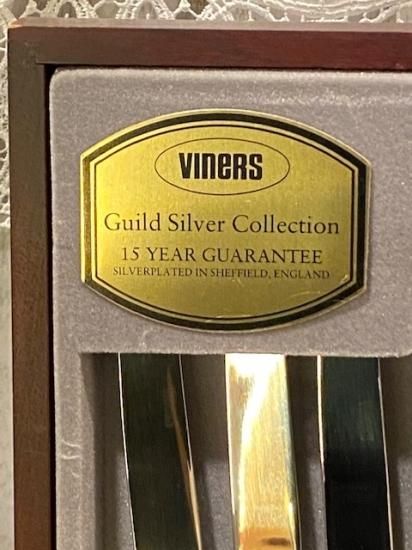 VINERS
Guild Silver Collection
15 YEAR GUARANTEE
SILVERPLATED IN SHEFFIELD, ENGLAND